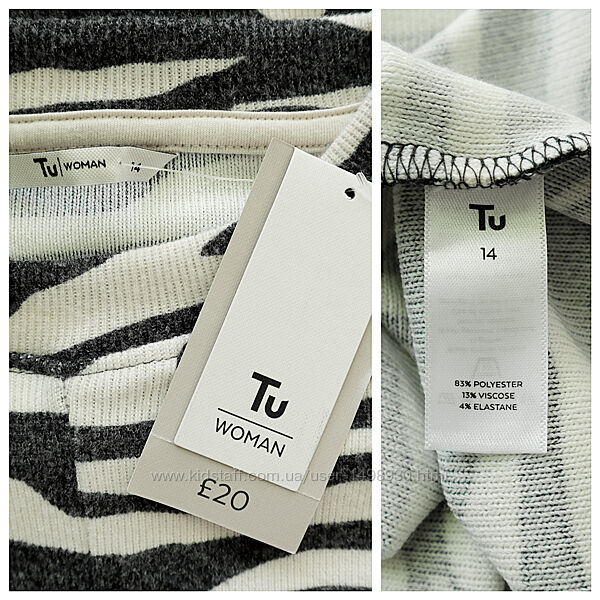 Tu WOMAN 14
Tu
WOMAN
£20
Tu
14
83% POLYESTER
13% VISCOSE
4% ELASTANE